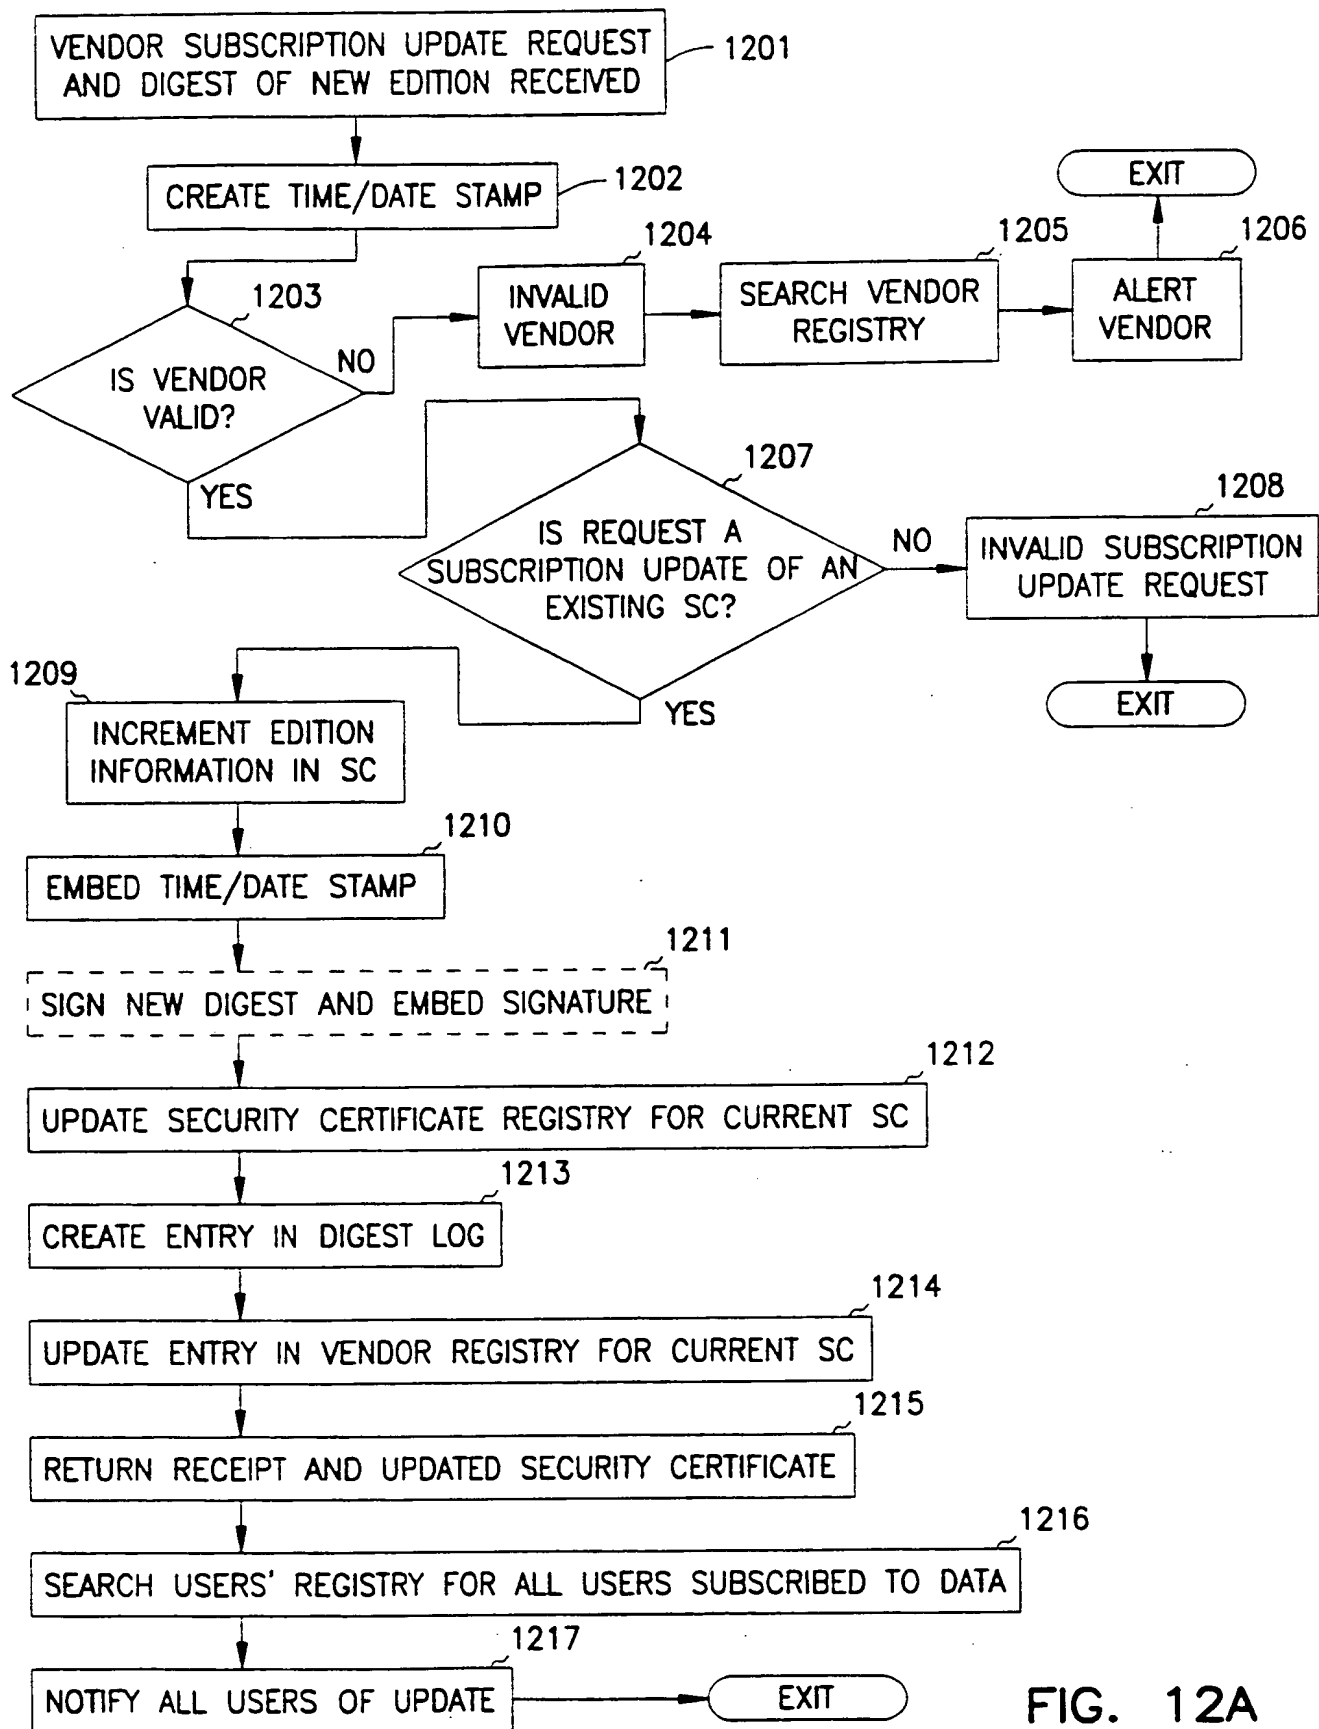 VENDOR SUBSCRIPTION UPDATE REQUEST
AND DIGEST OF NEW EDITION RECEIVED
1201
CREATE TIME/DATE STAMP
1202
EXIT
1203
IS VENDOR
VALID?
NO
YES
1204
INVALID
VENDOR
1205
SEARCH VENDOR
REGISTRY
1206
ALERT
VENDOR
1207
IS REQUEST A
SUBSCRIPTION UPDATE OF AN
EXISTING SC?
NO
YES
1208
INVALID SUBSCRIPTION
UPDATE REQUEST
EXIT
1209
INCREMENT EDITION
INFORMATION IN SC
1210
EMBED TIME/DATE STAMP
1211
SIGN NEW DIGEST AND EMBED SIGNATURE
1212
UPDATE SECURITY CERTIFICATE REGISTRY FOR CURRENT SC
1213
CREATE ENTRY IN DIGEST LOG
1214
UPDATE ENTRY IN VENDOR REGISTRY FOR CURRENT SC
1215
RETURN RECEIPT AND UPDATED SECURITY CERTIFICATE
1216
SEARCH USERS' REGISTRY FOR ALL USERS SUBSCRIBED TO DATA
1217
NOTIFY ALL USERS OF UPDATE
EXIT
FIG. 12A